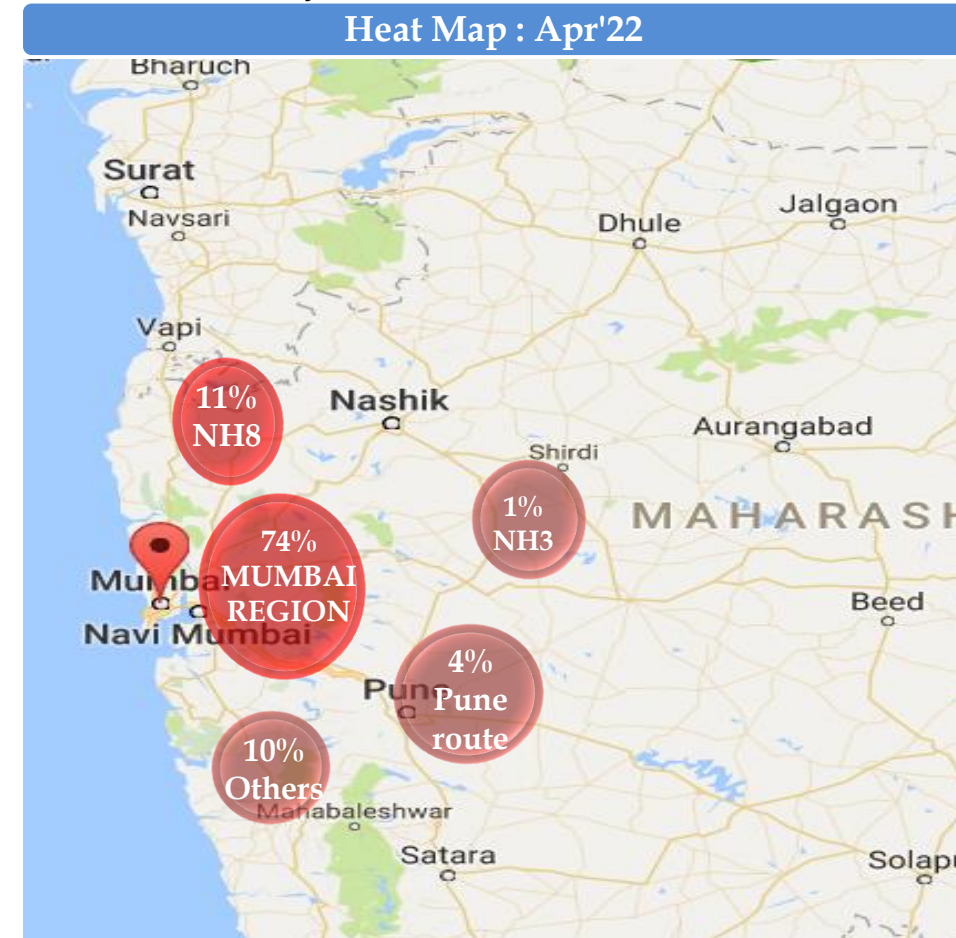 Heat Map : Apr'22
Bharuch
Surat
Navsari
Dhule
Jalgaon
Vapi
11%
NH8
Nashik
Aurangabad
Shirdi
1%
NH3
74%
MUMBAI
REGION
Navi Mumbai
Beed
4%
Pune
route
Pune
10%
Others
Mahabaleshwar
Satara